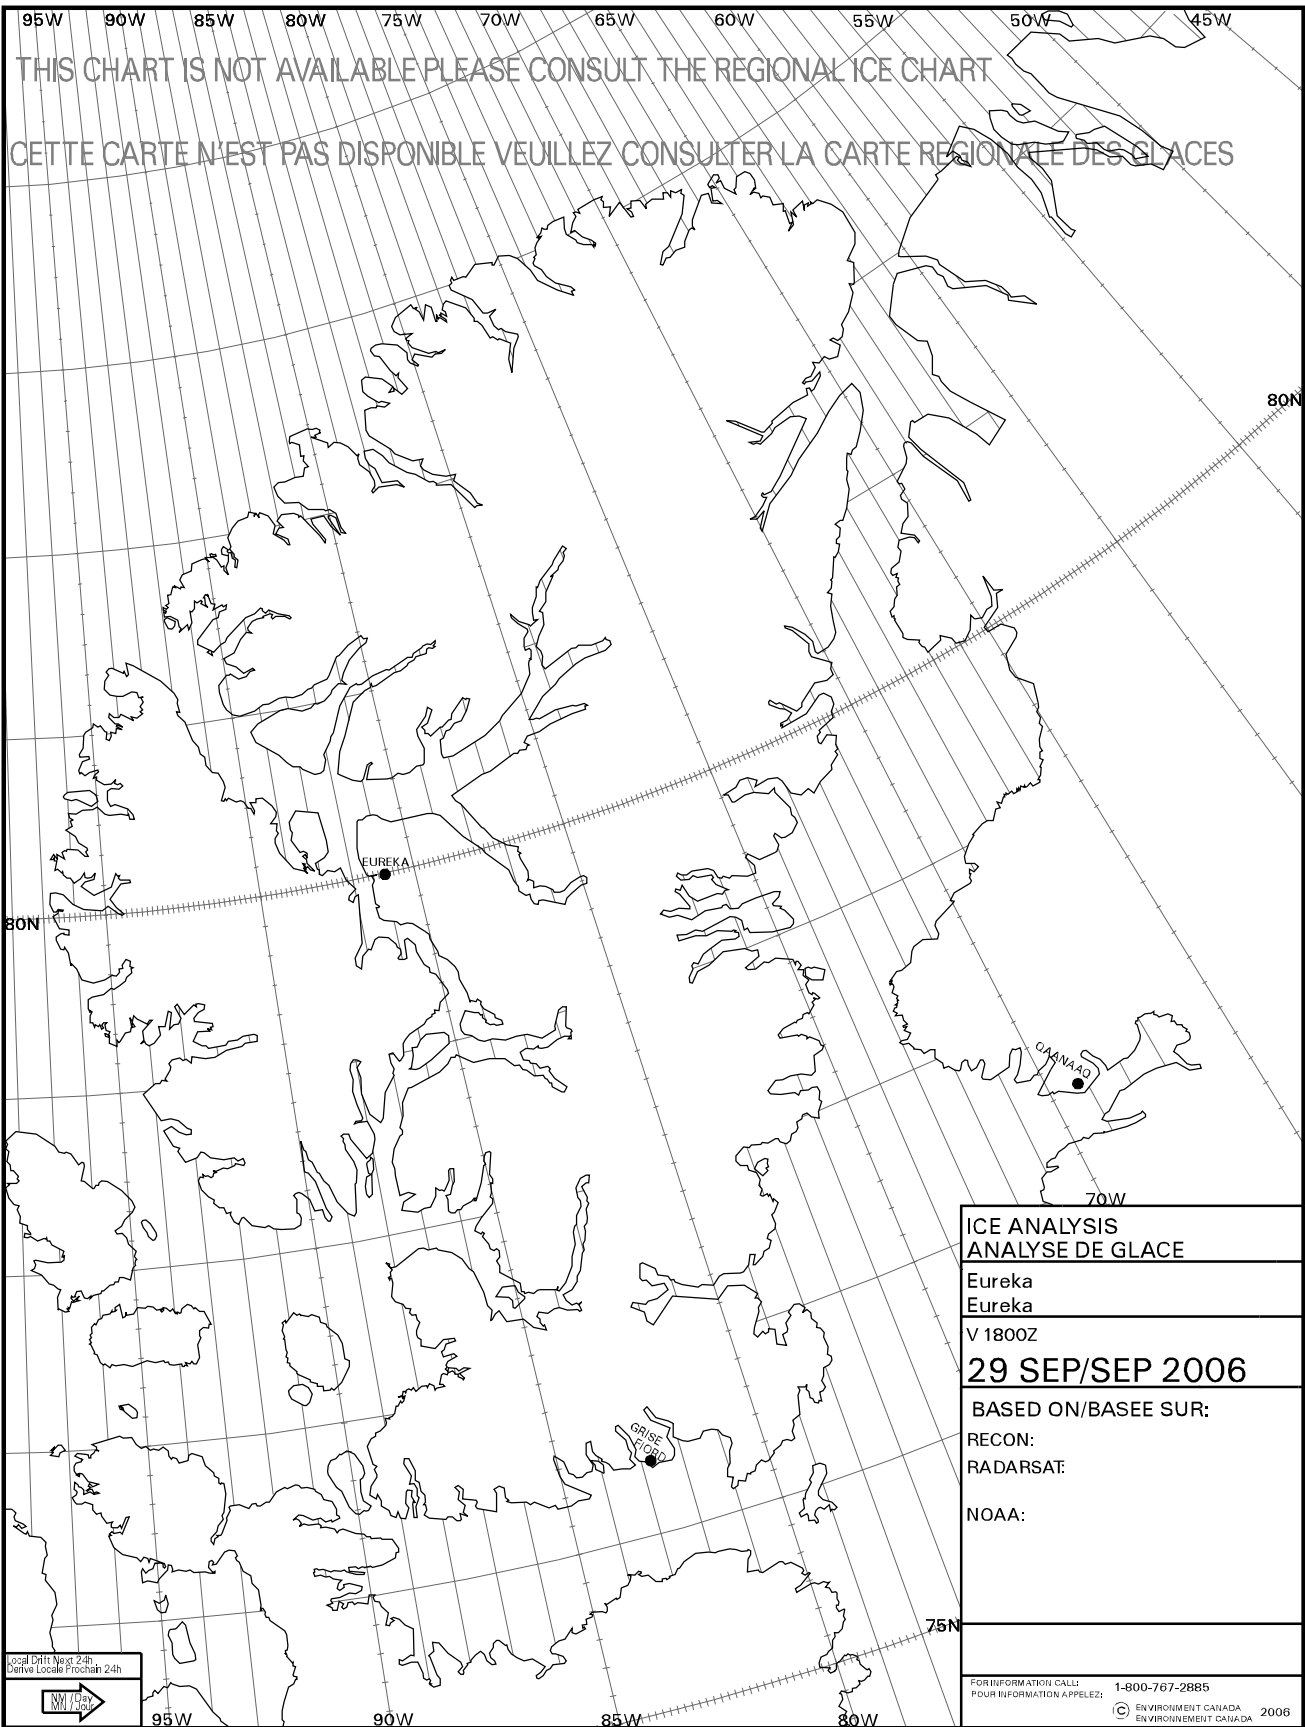 95W 90W 85W 80W 75W 70W 65W 60W 55W 50W 45W
THIS CHART IS NOT AVAILABLE PLEASE CONSULT THE REGIONAL ICE CHART
CETTE CARTE N'EST PAS DISPONIBLE VEUILLEZ CONSULTER LA CARTE REGIONALE DES GLACES
80N
EUREKA
80N
QAANAAQ
70W
GRISE
FIORD
75N
95W 90W 85W 80W
Local Drift Next 24h
Derive Locale Prochain 24h
NM / Day
MN / Jour
ICE ANALYSIS
ANALYSE DE GLACE
Eureka
Eureka
V 1800Z
29 SEP/SEP 2006
BASED ON/BASEE SUR:
RECON:
RADARSAT:
NOAA:
FOR INFORMATION CALL: 1-800-767-2885
POUR INFORMATION APPELEZ:
© ENVIRONMENT CANADA 2006
ENVIRONNEMENT CANADA